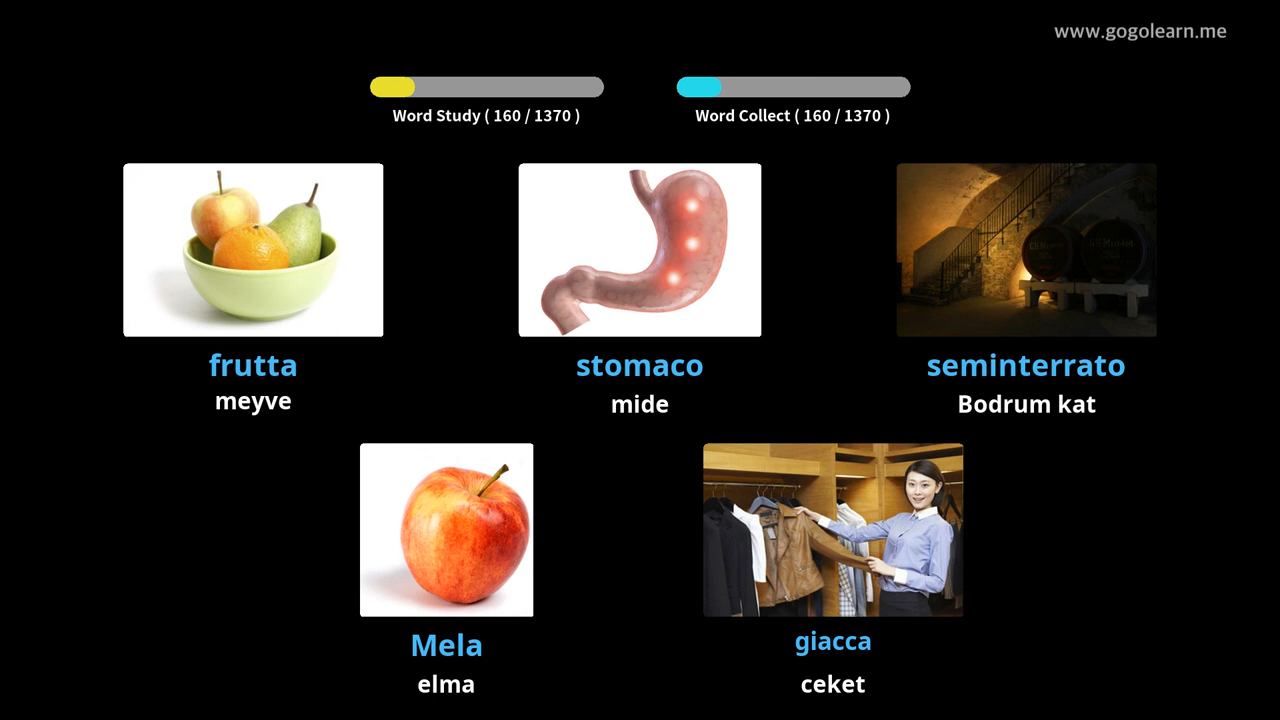 www.gogolearn.me
Word Study ( 160 / 1370 )
Word Collect ( 160 / 1370 )
frutta
meyve
stomaco
mide
seminterrato
Bodrum kat
Mela
elma
giacca
ceket